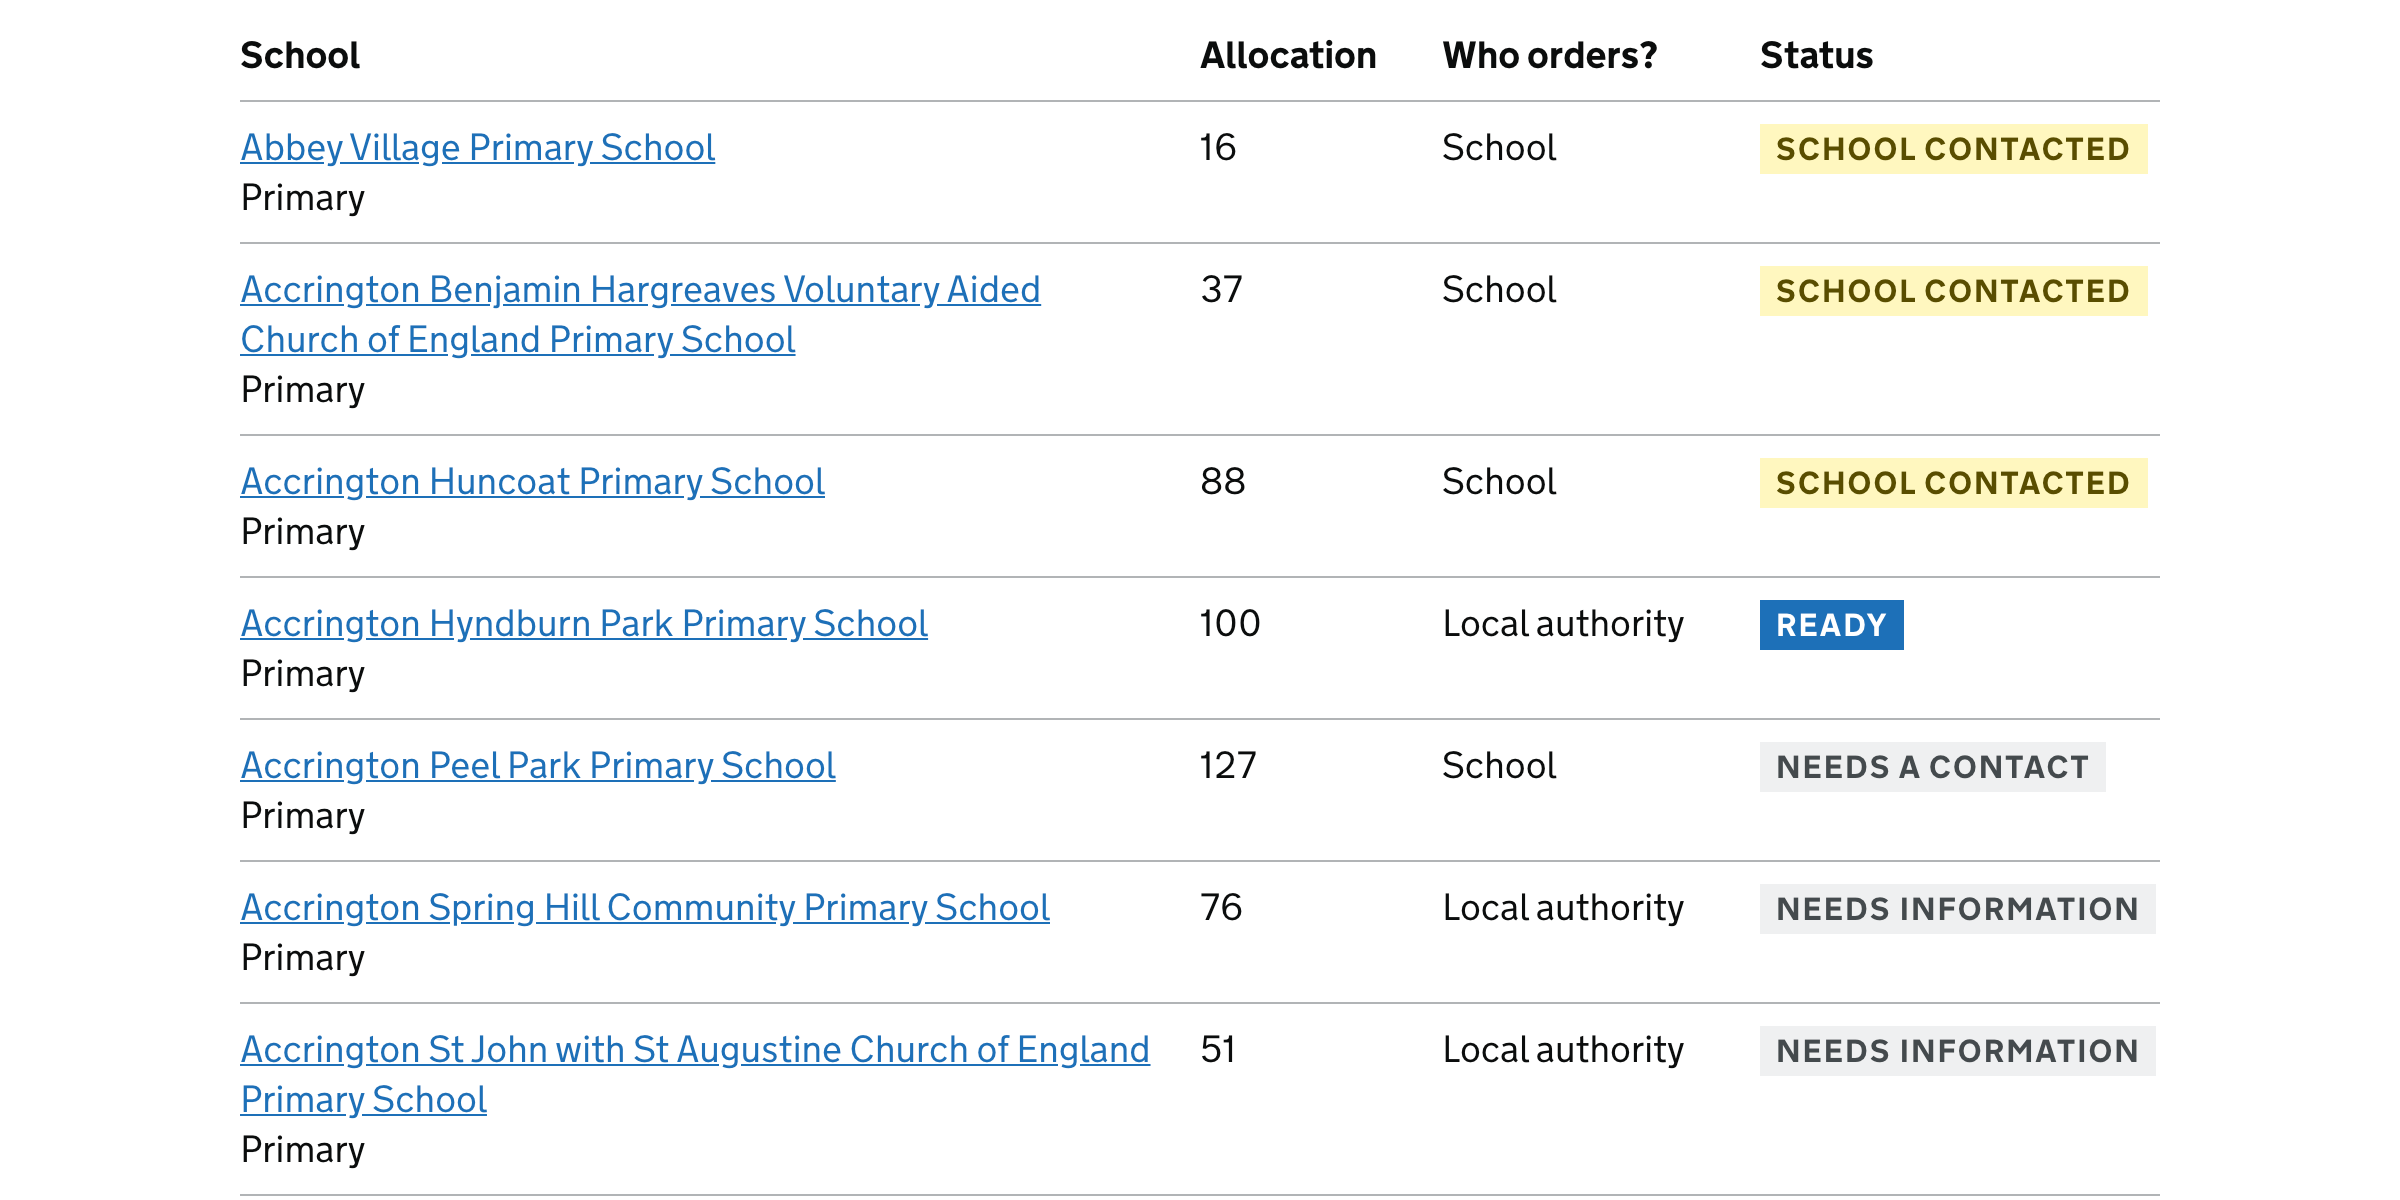 School Allocation Who orders? Status
Abbey Village Primary School 16 School SCHOOL CONTACTED
Primary
Accrington Benjamin Hargreaves Voluntary Aided 37 School SCHOOL CONTACTED
Church of England Primary School
Primary
Accrington Huncoat Primary School 88 School SCHOOL CONTACTED
Primary
Accrington Hyndburn Park Primary School 100 Local authority READY
Primary
Accrington Peel Park Primary School 127 School NEEDS A CONTACT
Primary
Accrington Spring Hill Community Primary School 76 Local authority NEEDS INFORMATION
Primary
Accrington St John with St Augustine Church of England 51 Local authority NEEDS INFORMATION
Primary School
Primary